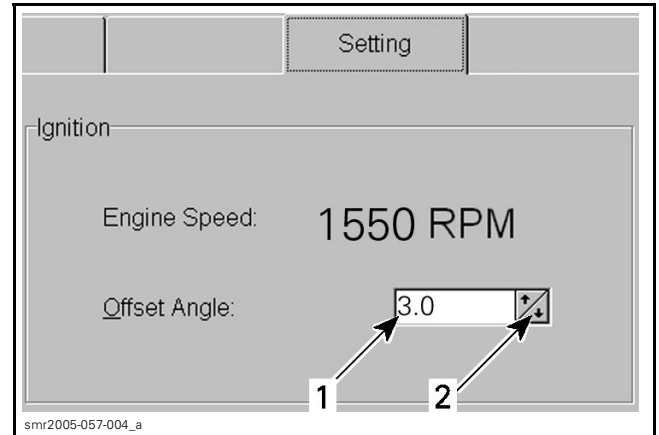 Setting
Ignition
Engine Speed: 1550 RPM
Offset Angle: 3.0
1 2
smr2005-057-004_a